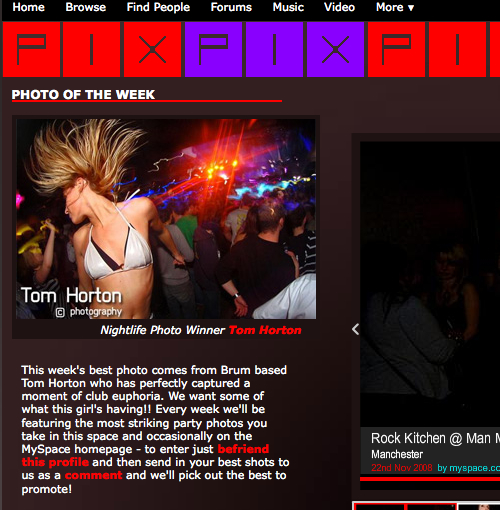 Home Browse Find People Forums Music Video More ▼
PIX PIX PI
PHOTO OF THE WEEK
Tom Horton
© photography
Nightlife Photo Winner Tom Horton
This week's best photo comes from Brum based
Tom Horton who has perfectly captured a
moment of club euphoria. We want some of
what this girl's having!! Every week we'll be
featuring the most striking party photos you
take in this space and occasionally on the
MySpace homepage - to enter just befriend
this profile and then send in your best shots to
us as a comment and we'll pick out the best to
promote!
Rock Kitchen @ Man M
Manchester
22nd Nov 2006 by myspace.co